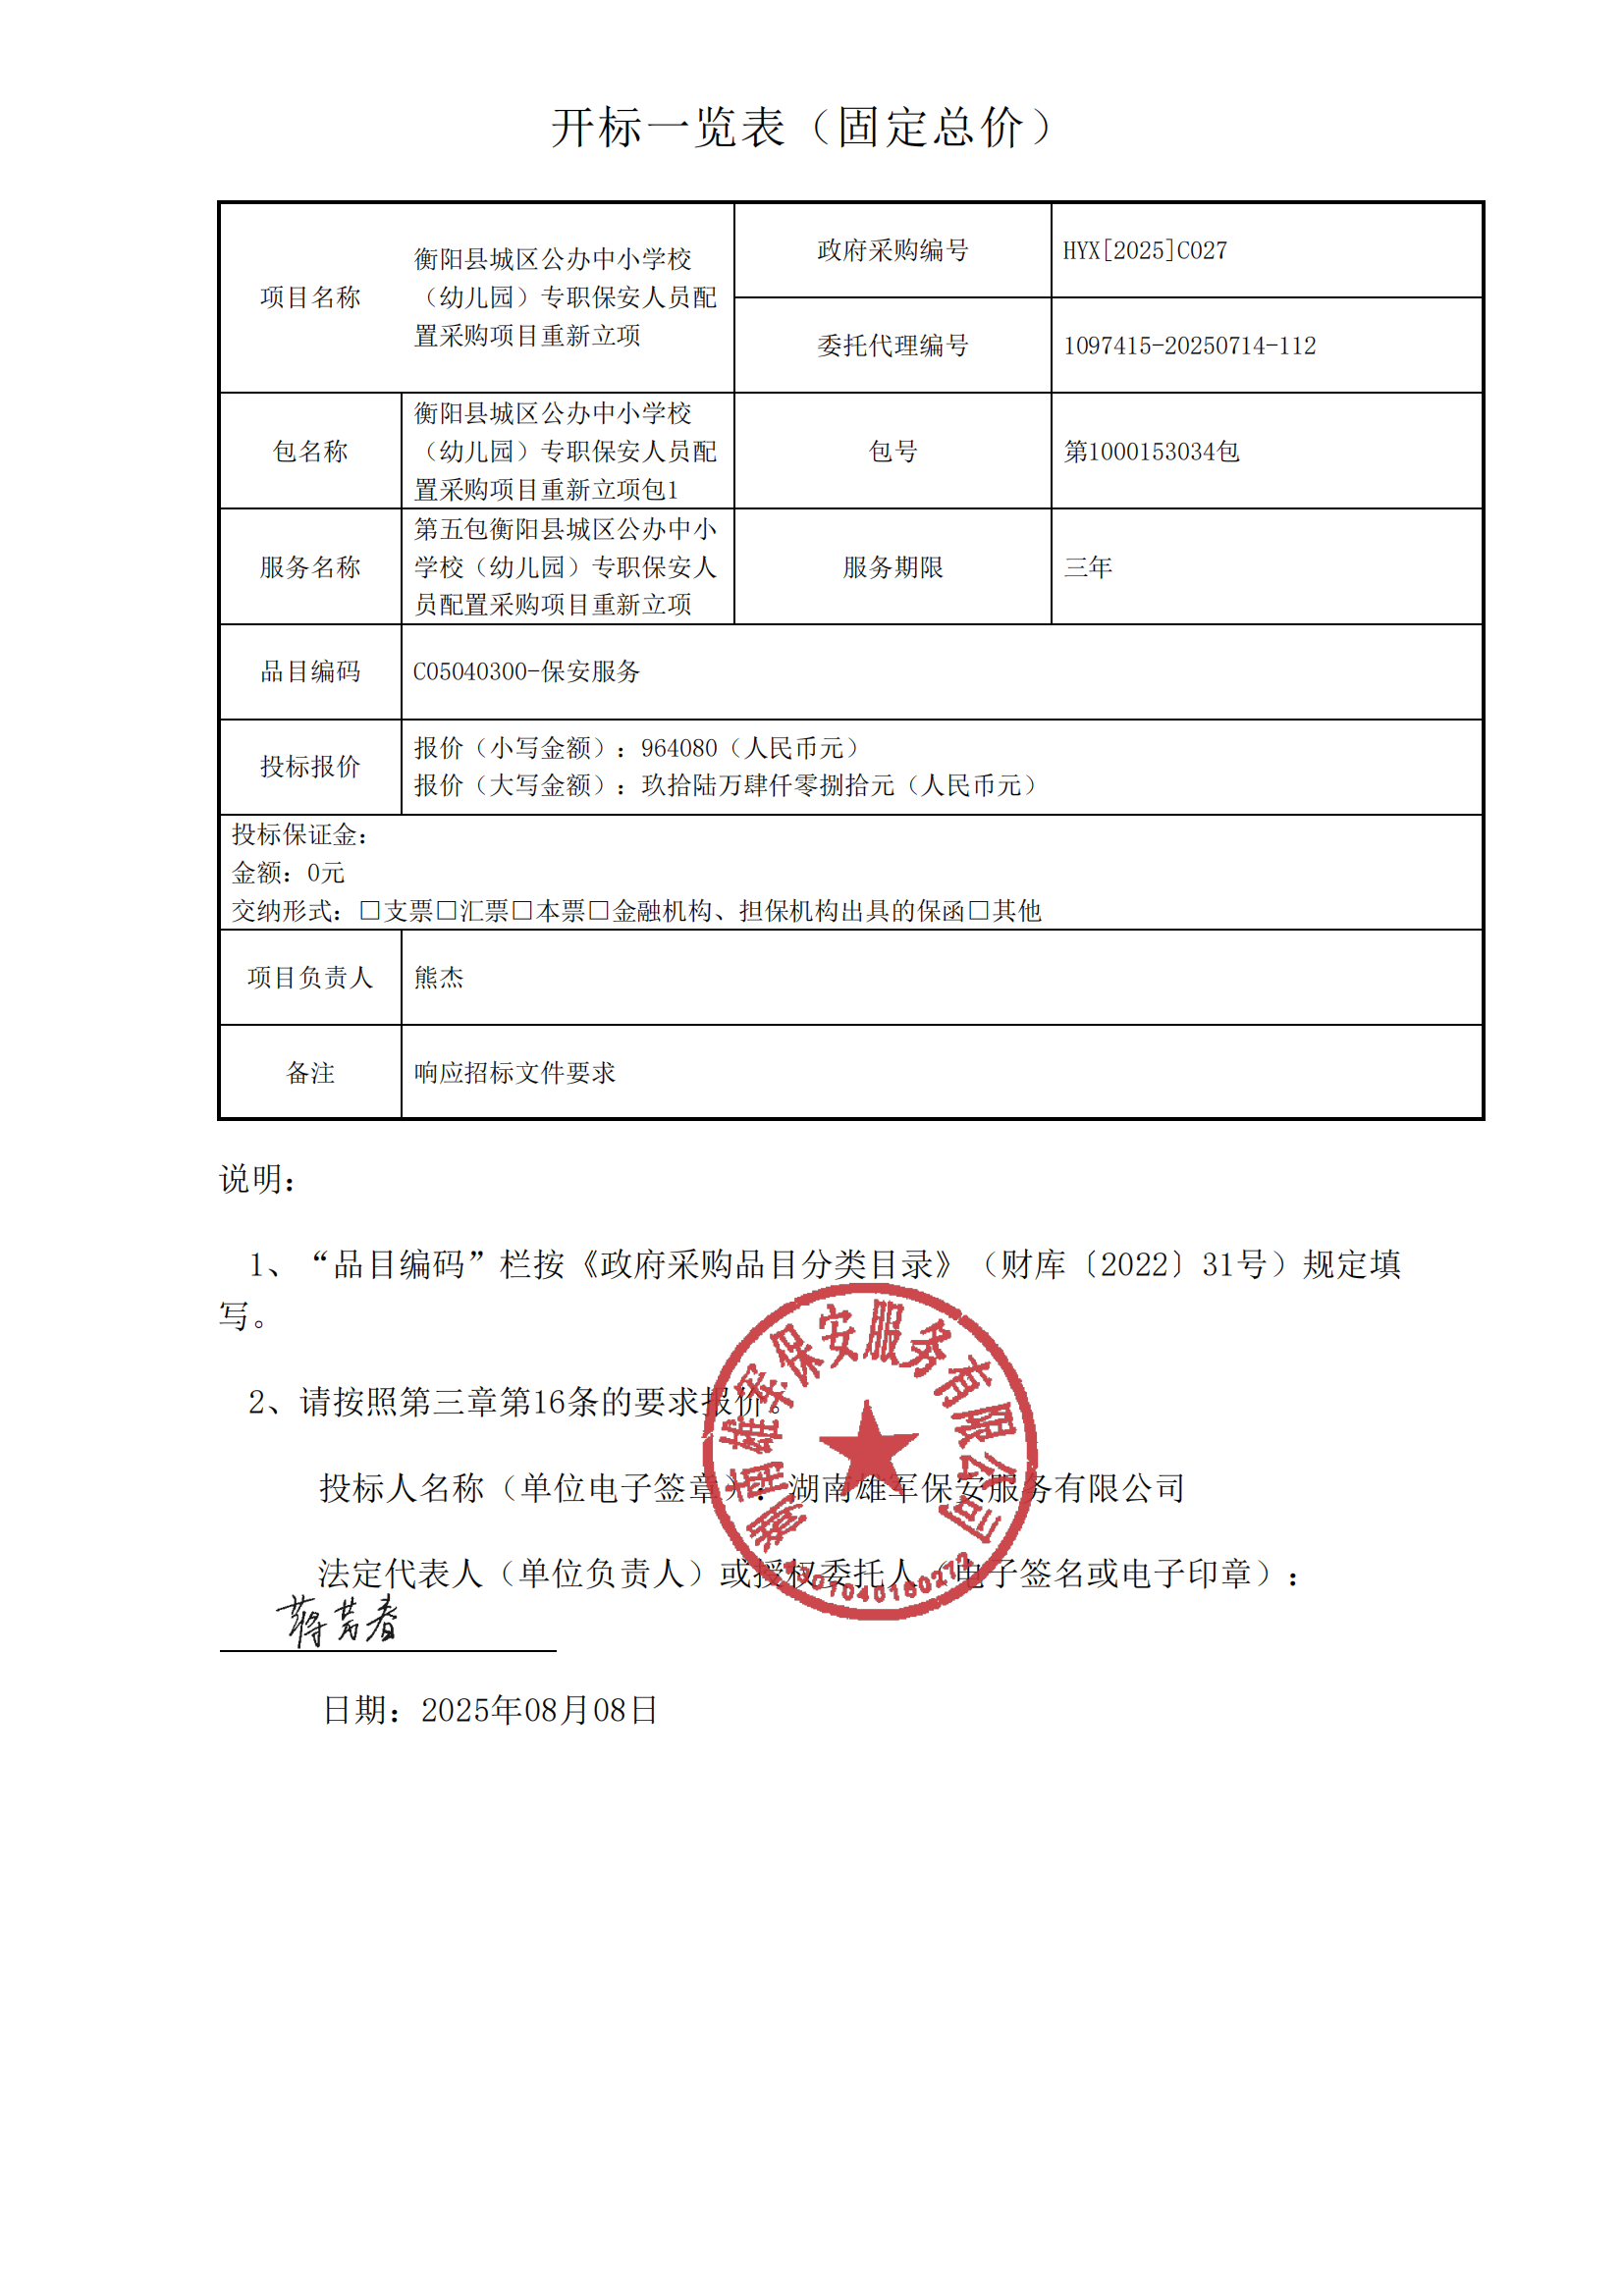 开标一览表（固定总价）
项目名称
衡阳县城区公办中小学校
（幼儿园）专职保安人员配
置采购项目重新立项
政府采购编号
HYX[2025]C027
委托代理编号
1097415-20250714-112
包名称
衡阳县城区公办中小学校
（幼儿园）专职保安人员配
置采购项目重新立项包1
包号
第1000153034包
服务名称
第五包衡阳县城区公办中小
学校（幼儿园）专职保安人
员配置采购项目重新立项
服务期限
三年
品目编码
C05040300-保安服务
投标报价
报价（小写金额）：964080（人民币元）
报价（大写金额）：玖拾陆万肆仟零捌拾元（人民币元）
投标保证金：
金额：0元
交纳形式：□支票□汇票□本票□金融机构、担保机构出具的保函□其他
项目负责人
熊杰
备注
响应招标文件要求
说明：
1、“品目编码”栏按《政府采购品目分类目录》（财库〔2022〕31号）规定填
写。
2、请按照第三章第16条的要求报价。
投标人名称（单位电子签章）：湖南雄军保安服务有限公司
法定代表人（单位负责人）或授权委托人（电子签名或电子印章）：
日期：2025年08月08日
湖南雄军保安服务有限公司